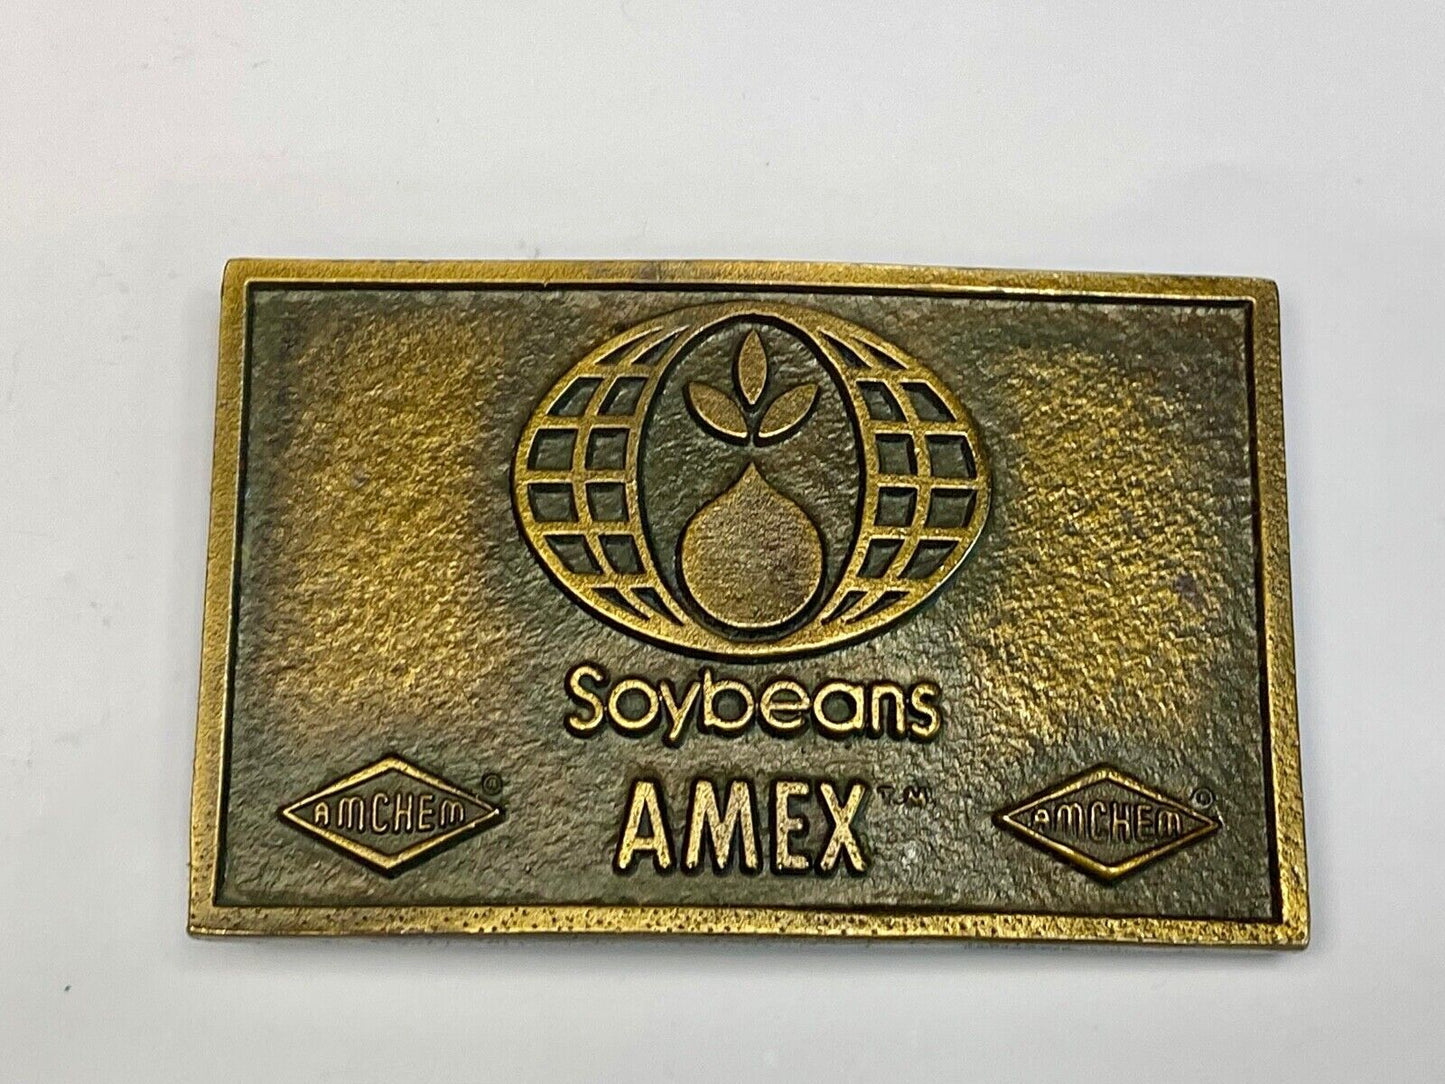 Soybeans
AMEX T.M.
AMCHEM ®
AMCHEM ®